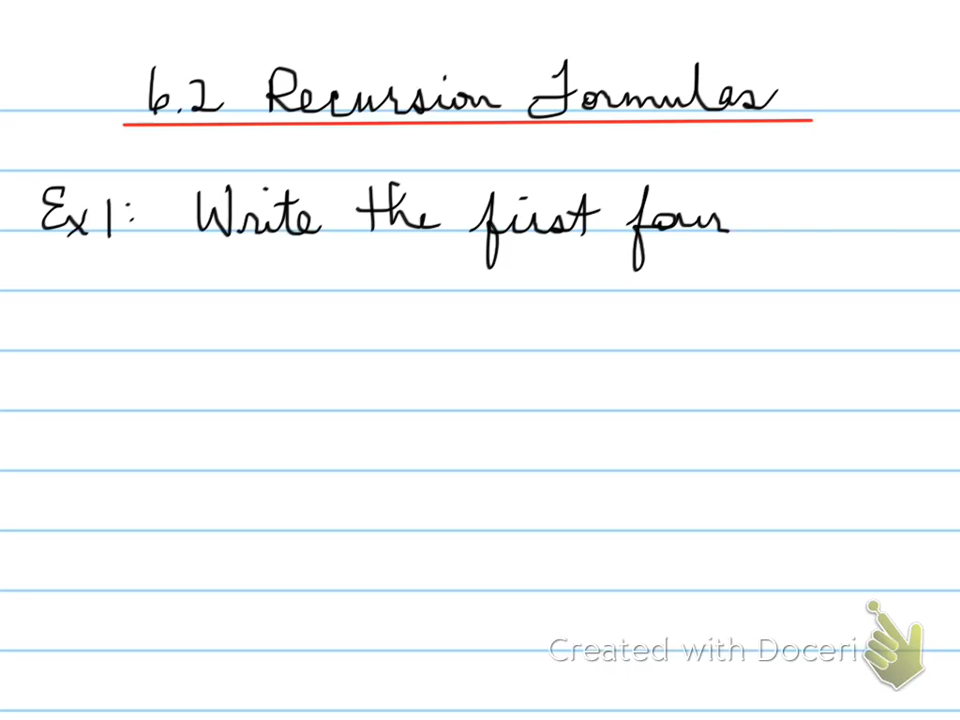 6.2 Recursion Formulas
Ex1: Write the first four
Created with Doceri